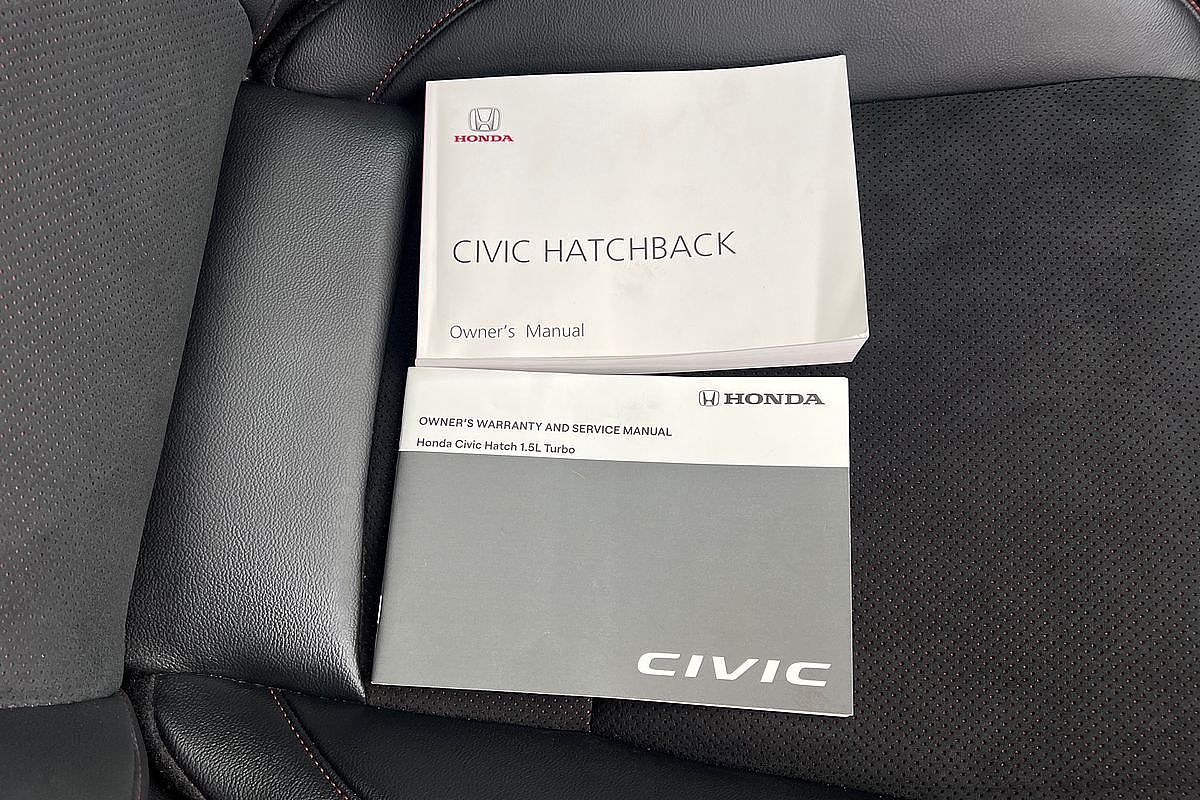 HONDA
CIVIC HATCHBACK
Owner's Manual
HONDA
OWNER'S WARRANTY AND SERVICE MANUAL
Honda Civic Hatch 1.5L Turbo
CIVIC